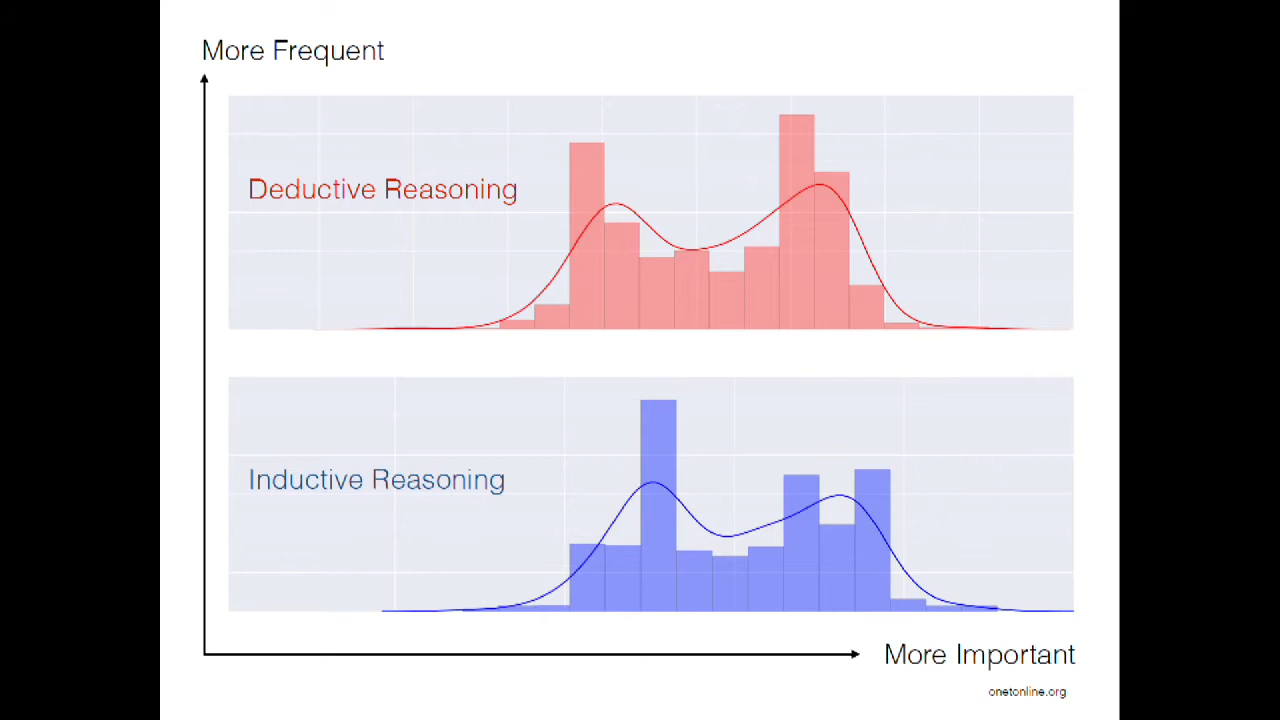 More Frequent
Deductive Reasoning
Inductive Reasoning
More Important
onetonline.org